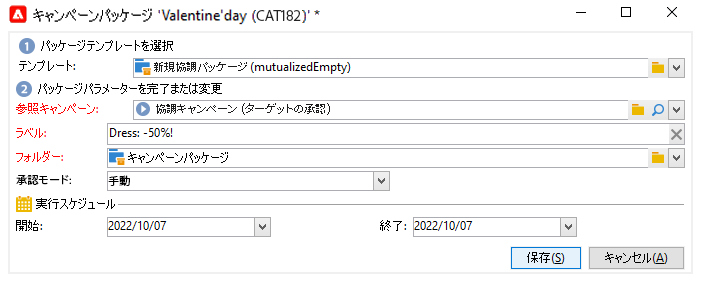 キャンペーンパッケージ 'Valentine'day (CAT182)' *
1 パッケージテンプレートを選択
テンプレート: 新規協調パッケージ (mutualizedEmpty)
2 パッケージパラメーターを完了または変更
参照キャンペーン: 協調キャンペーン (ターゲットの承認)
ラベル: Dress: -50%!
フォルダー: キャンペーンパッケージ
承認モード: 手動
実行スケジュール
開始: 2022/10/07 終了: 2022/10/07
保存(S) キャンセル(A)